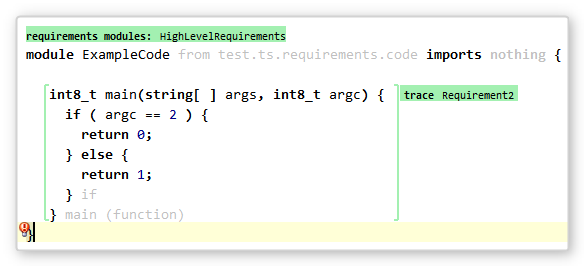 requirements modules: HighLevelRequirements
module ExampleCode from test.ts.requirements.code imports nothing {
int8_t main(string[ ] args, int8_t argc) { trace Requirement2
if ( argc == 2 ) {
return 0;
} else {
return 1;
} if
} main (function)
}